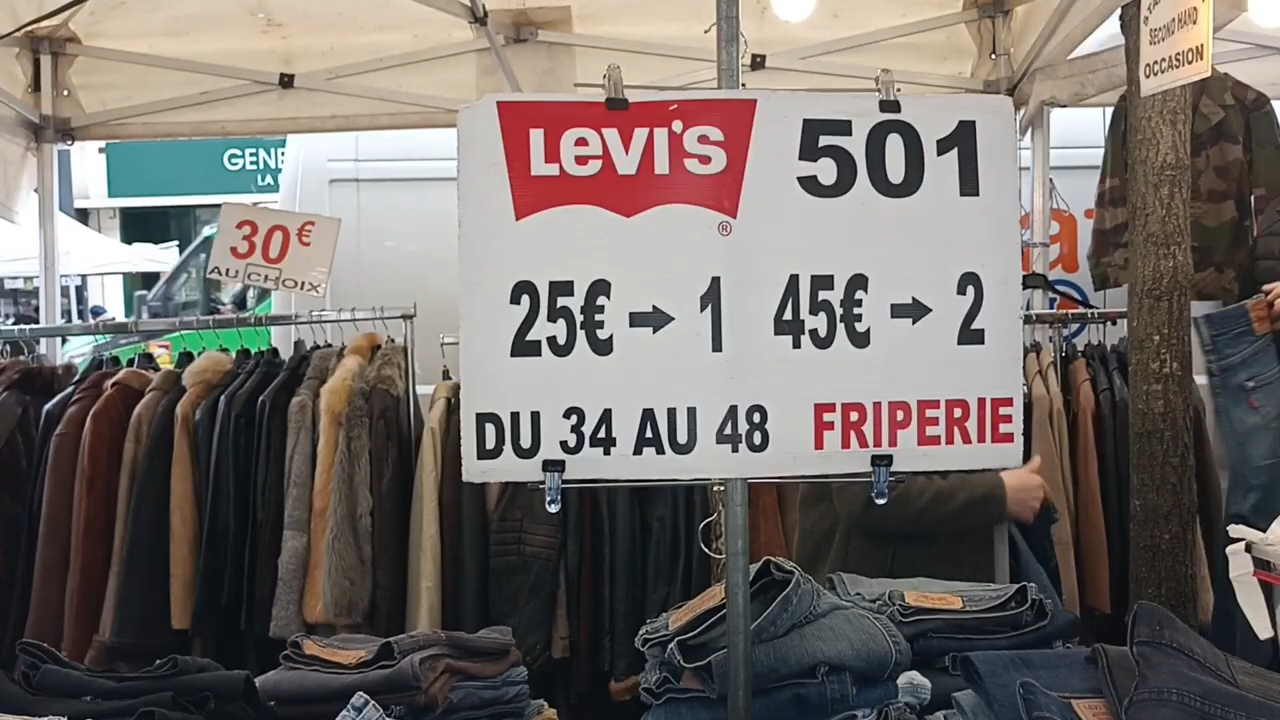 LEVI'S 501
®
25€ → 1 45€ → 2
DU 34 AU 48 FRIPERIE
30€
AU CHOIX
SECOND HAND
OCCASION
GENE
LA